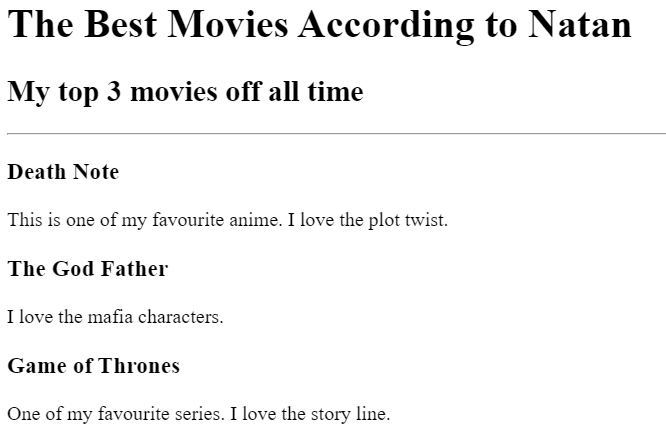 The Best Movies According to Natan
My top 3 movies off all time
Death Note
This is one of my favourite anime. I love the plot twist.
The God Father
I love the mafia characters.
Game of Thrones
One of my favourite series. I love the story line.